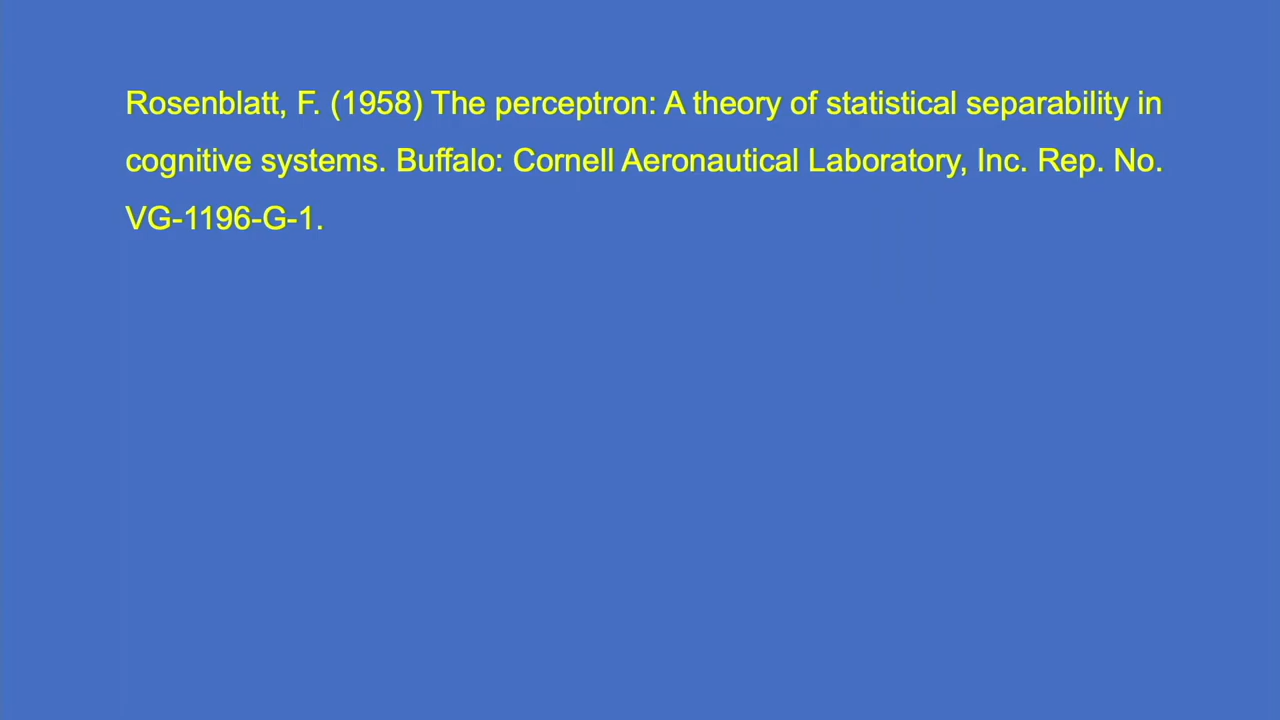 Rosenblatt, F. (1958) The perceptron: A theory of statistical separability in
cognitive systems. Buffalo: Cornell Aeronautical Laboratory, Inc. Rep. No.
VG-1196-G-1.